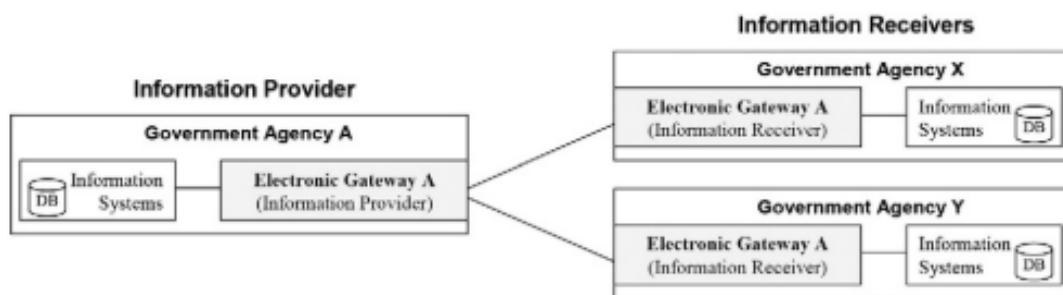 Information Receivers
Government Agency X
Information Provider
Electronic Gateway A
(Information Receiver)
Information
Systems
DB
Government Agency A
Information
Systems
DB
Electronic Gateway A
(Information Provider)
Government Agency Y
Electronic Gateway A
(Information Receiver)
Information
Systems
DB